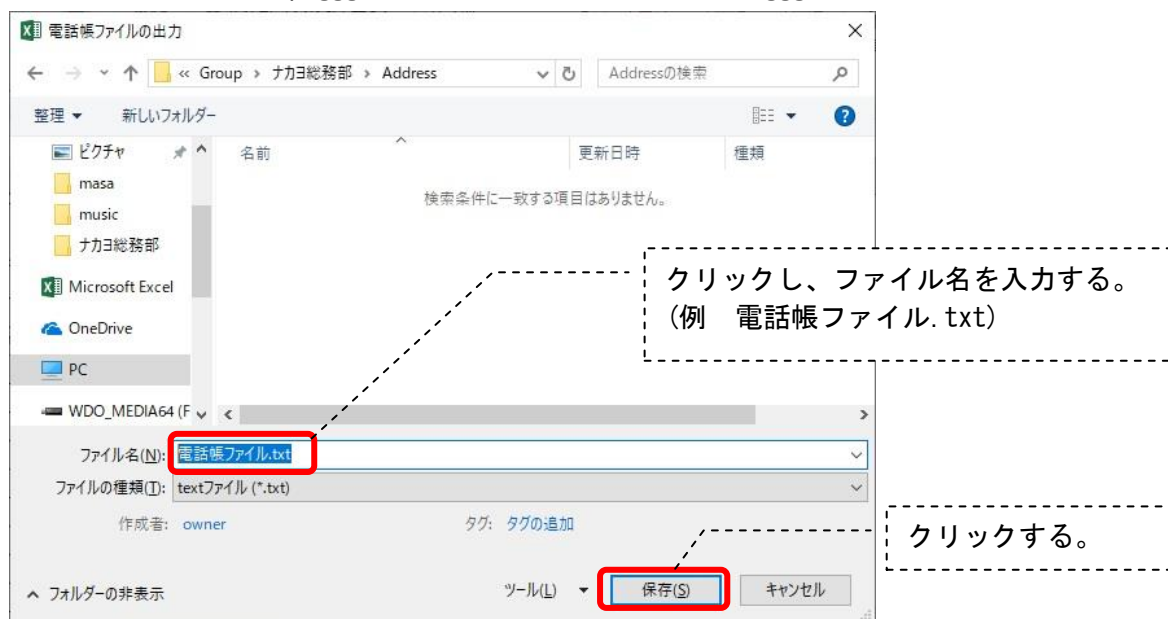 電話帳ファイルの出力
« Group › ナカヨ総務部 › Address
Addressの検索
整理
新しいフォルダー
ピクチャ
名前
更新日時
種類
masa
検索条件に一致する項目はありません。
music
ナカヨ総務部
クリックし、ファイル名を入力する。
(例　電話帳ファイル.txt)
Microsoft Excel
OneDrive
PC
WDO_MEDIA64 (F
ファイル名(N): 電話帳ファイル.txt
ファイルの種類(T): textファイル (*.txt)
作成者: owner
タグ: タグの追加
クリックする。
フォルダーの非表示
ツール(L)
保存(S)
キャンセル